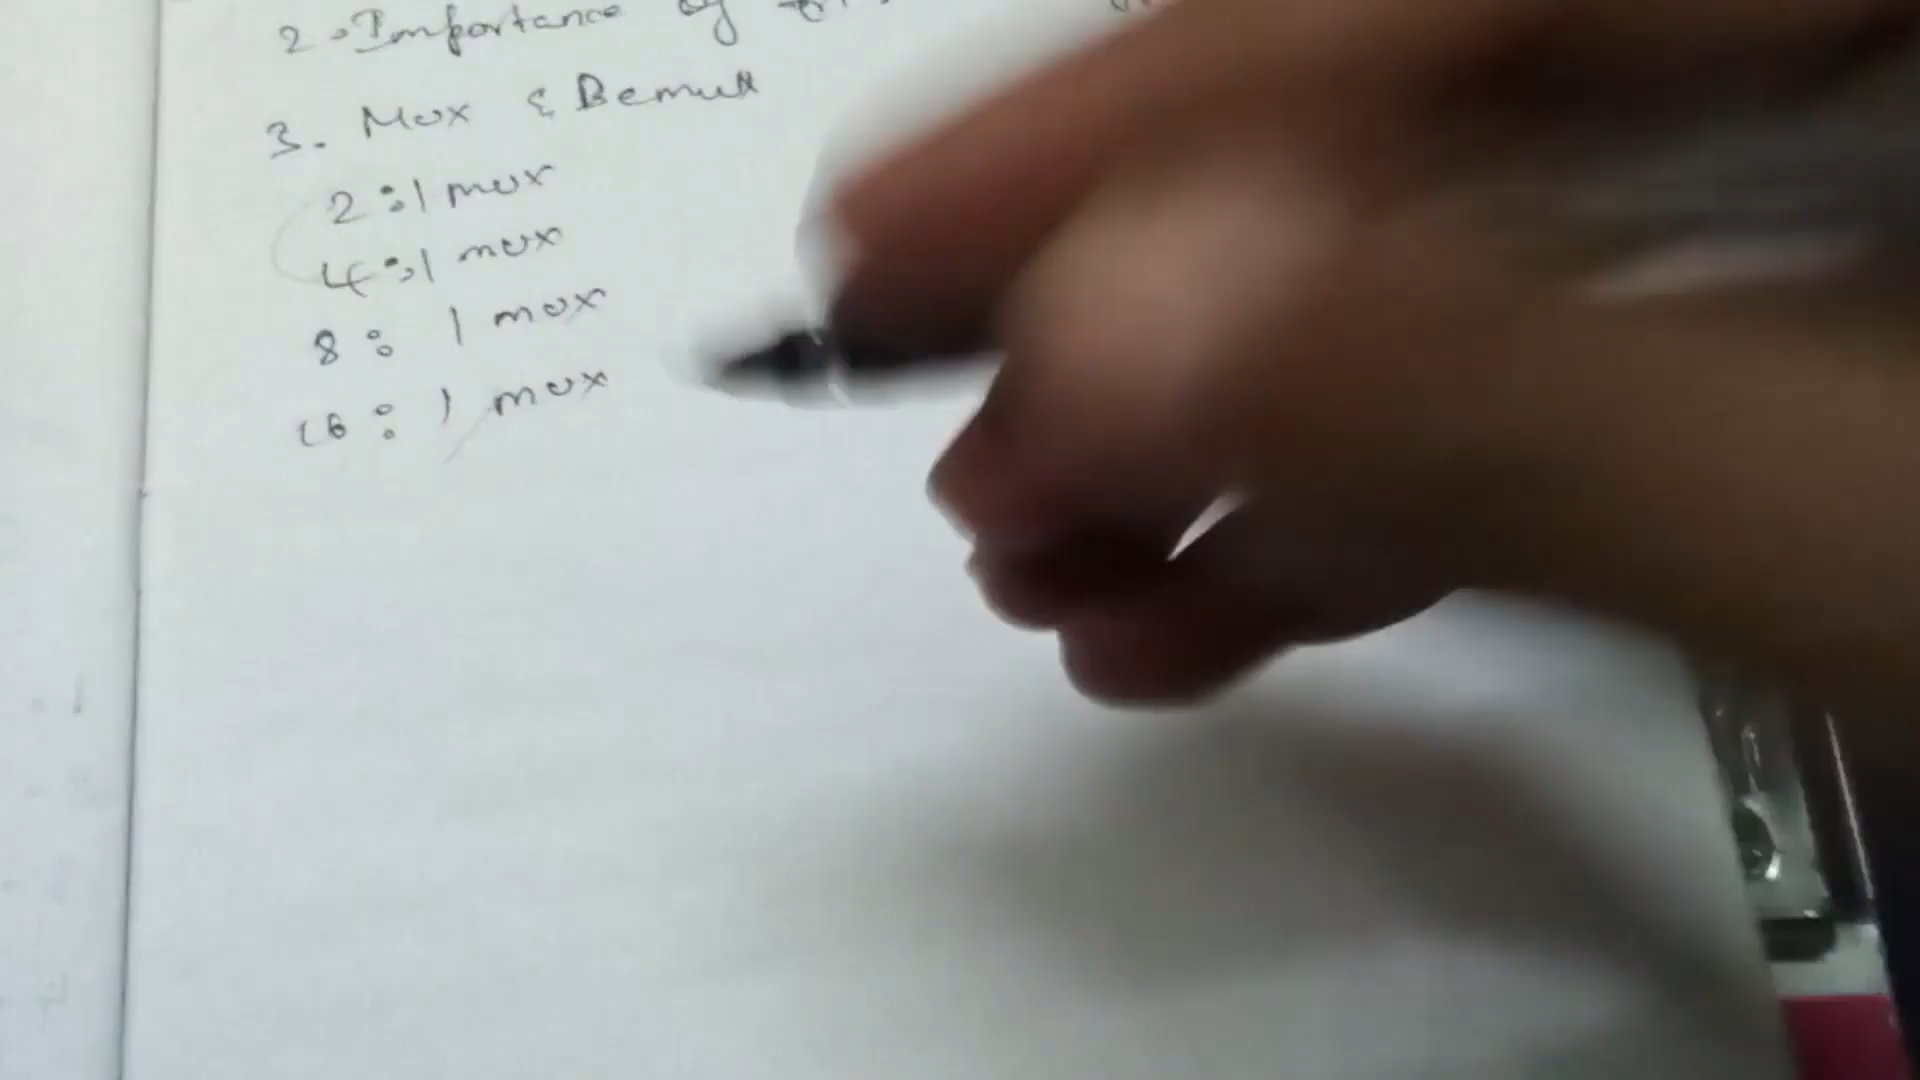 2. Importance of
3. Mux & Demux
2:1 mux
4:1 mux
8: 1 mux
16: 1 mux